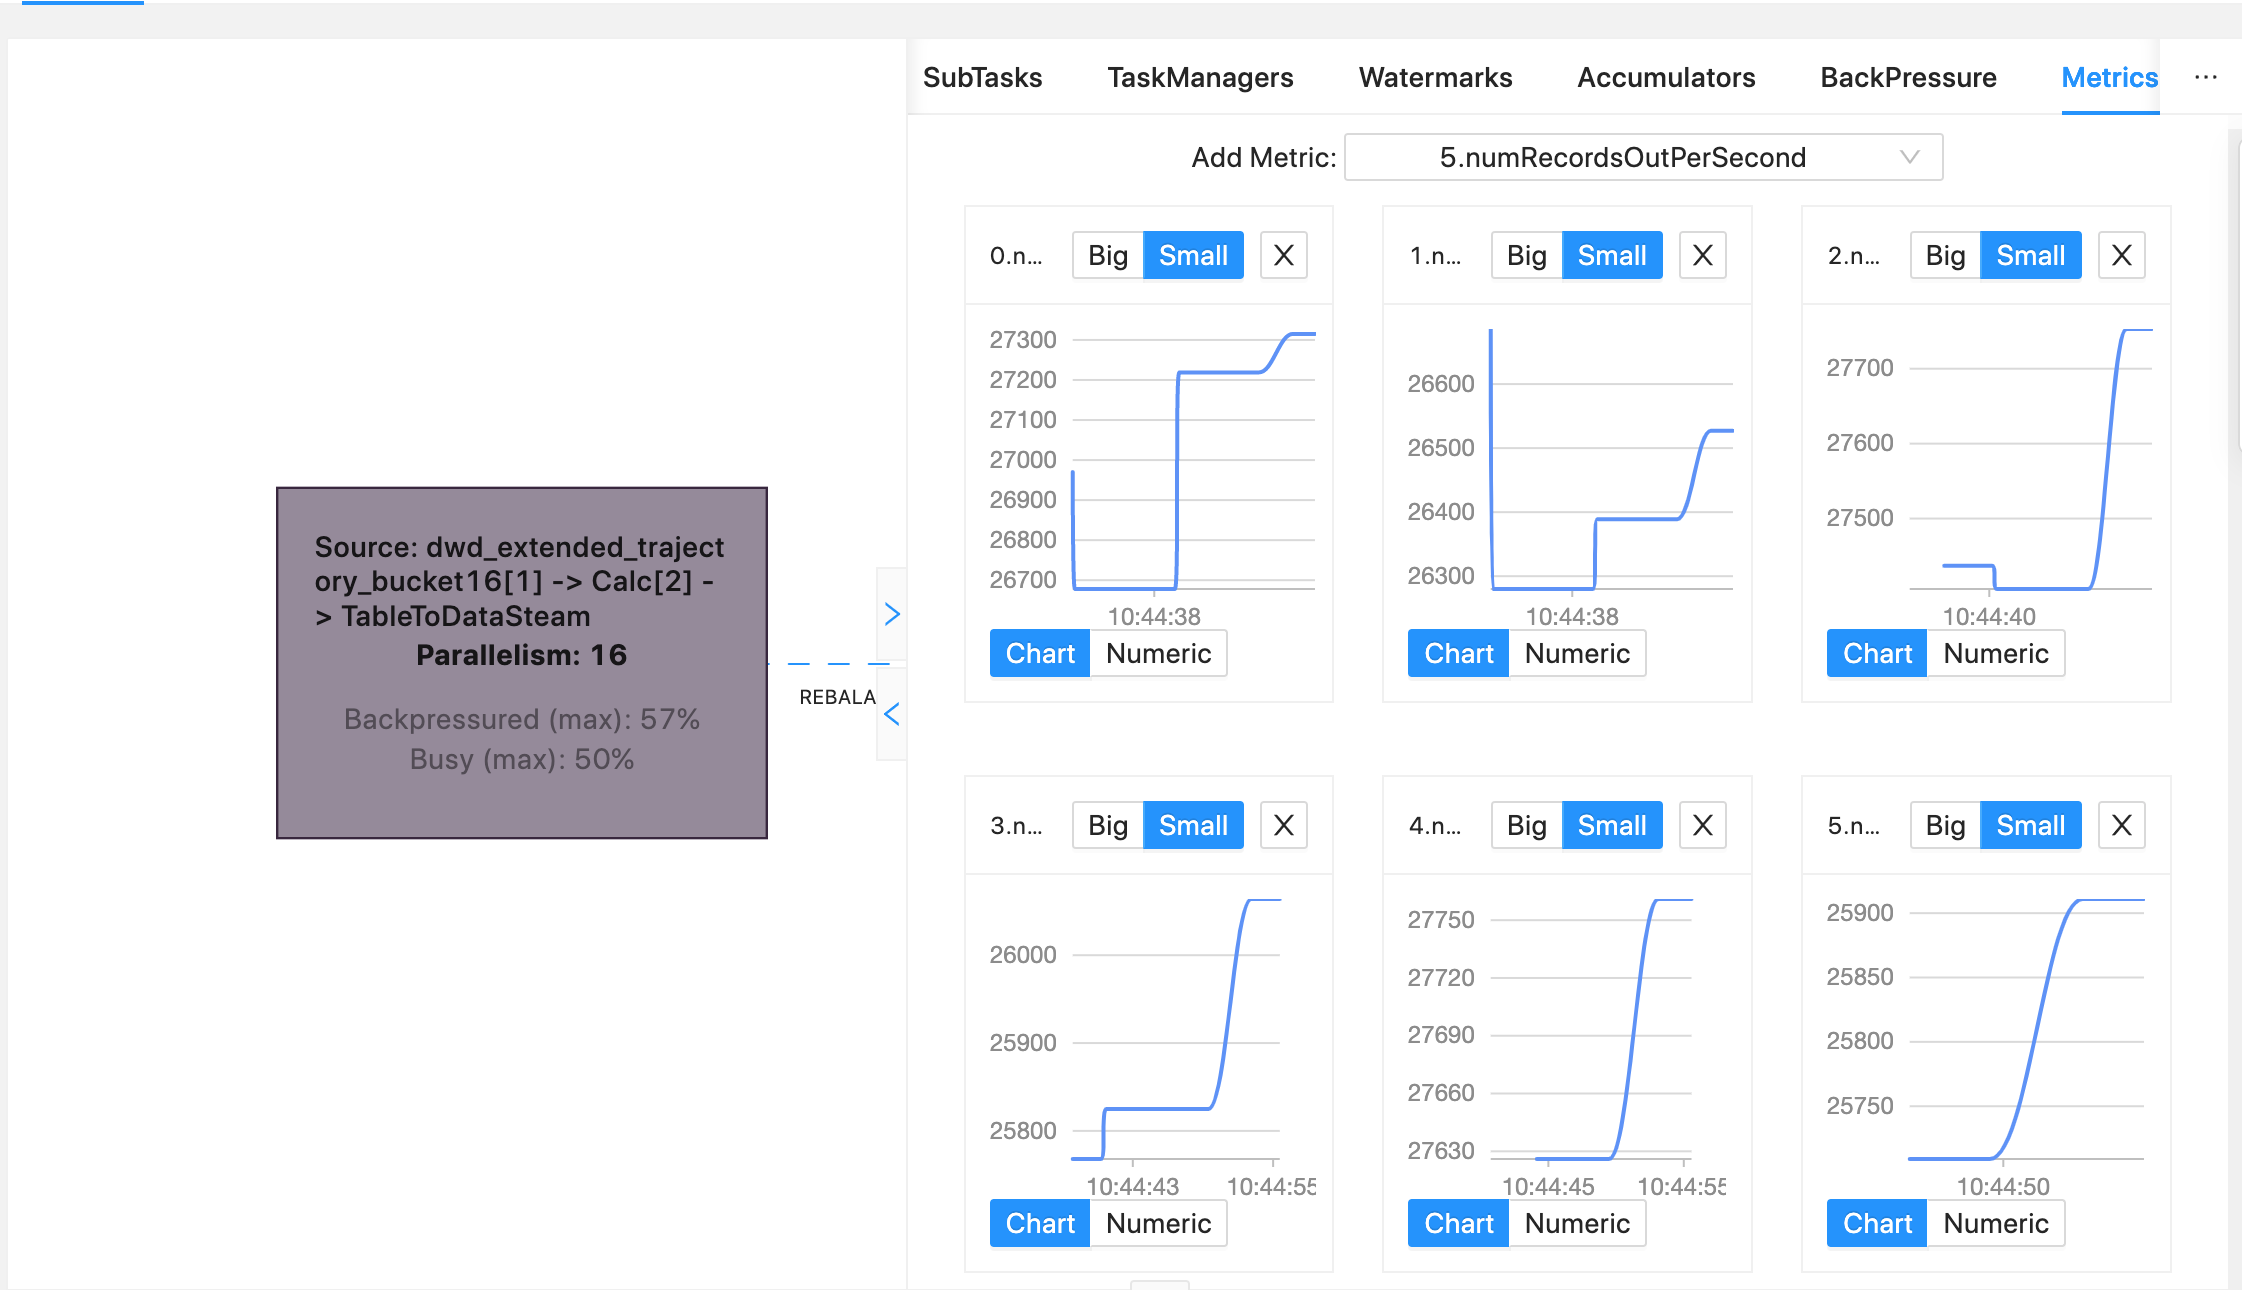 SubTasks TaskManagers Watermarks Accumulators BackPressure Metrics ...
Add Metric: 5.numRecordsOutPerSecond
Source: dwd_extended_traject
ory_bucket16[1] -> Calc[2] -
> TableToDataSteam
Parallelism: 16
Backpressured (max): 57%
Busy (max): 50%
REBALA
>
<
0.n... Big Small X
27300
27200
27100
27000
26900
26800
26700
10:44:38
Chart Numeric
1.n... Big Small X
26600
26500
26400
26300
10:44:38
Chart Numeric
2.n... Big Small X
27700
27600
27500
10:44:40
Chart Numeric
3.n... Big Small X
26000
25900
25800
10:44:43 10:44:55
Chart Numeric
4.n... Big Small X
27750
27720
27690
27660
27630
10:44:45 10:44:55
Chart Numeric
5.n... Big Small X
25900
25850
25800
25750
10:44:50
Chart Numeric